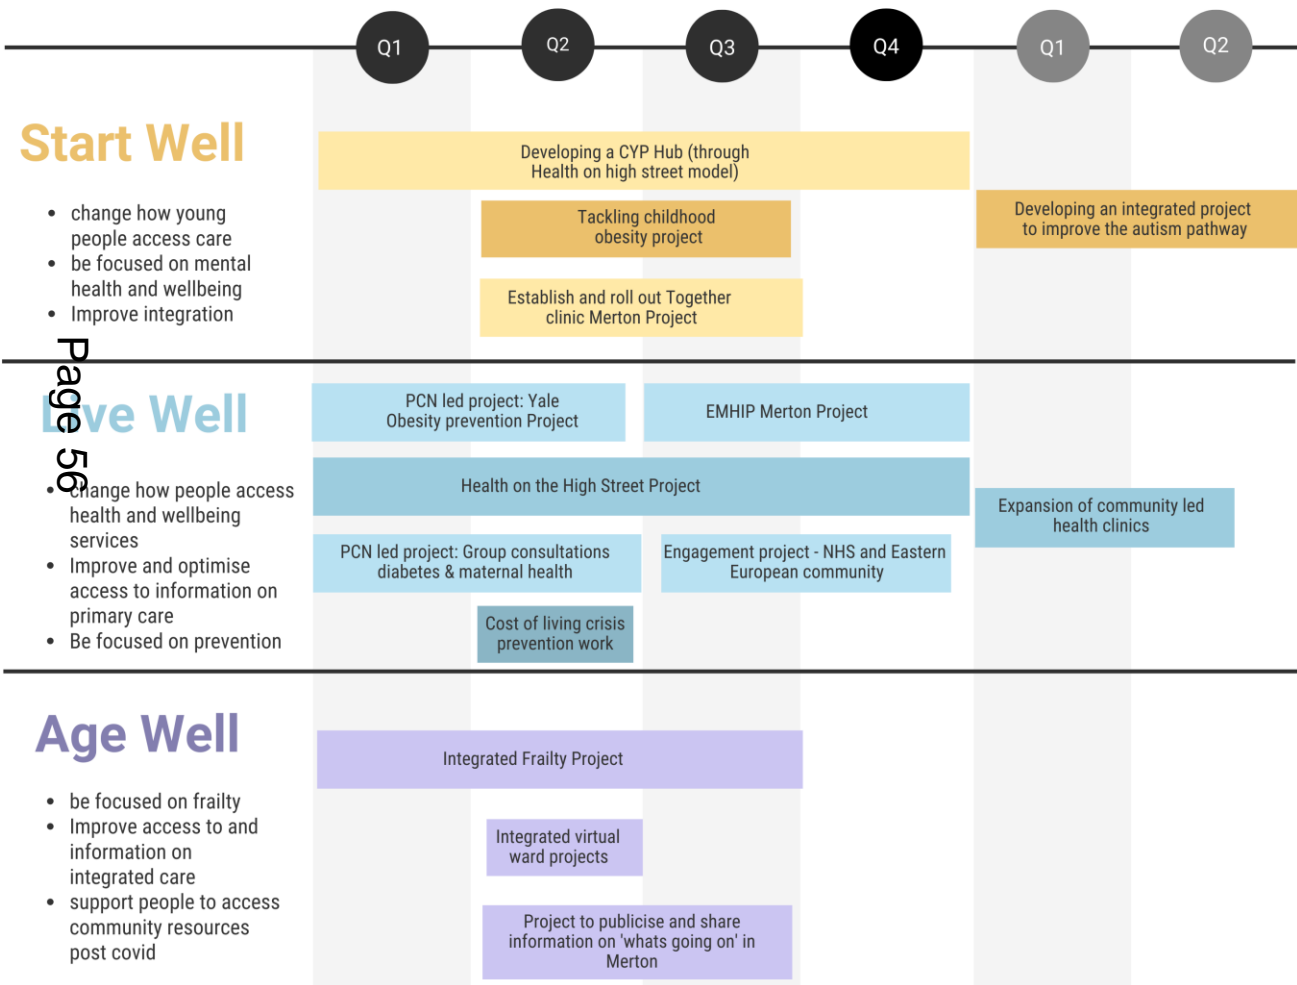 Q1
Q2
Q3
Q4
Q1
Q2
Start Well
• change how young
people access care
• be focused on mental
health and wellbeing
• Improve integration
Developing a CYP Hub (through
Health on high street model)
Tackling childhood
obesity project
Establish and roll out Together
clinic Merton Project
Developing an integrated project
to improve the autism pathway
Page 56
Live Well
• change how people access
health and wellbeing
services
• Improve and optimise
access to information on
primary care
• Be focused on prevention
PCN led project: Yale
Obesity prevention Project
EMHIP Merton Project
Health on the High Street Project
Expansion of community led
health clinics
PCN led project: Group consultations
diabetes & maternal health
Engagement project - NHS and Eastern
European community
Cost of living crisis
prevention work
Age Well
• be focused on frailty
• Improve access to and
information on
integrated care
• support people to access
community resources
post covid
Integrated Frailty Project
Integrated virtual
ward projects
Project to publicise and share
information on 'whats going on' in
Merton